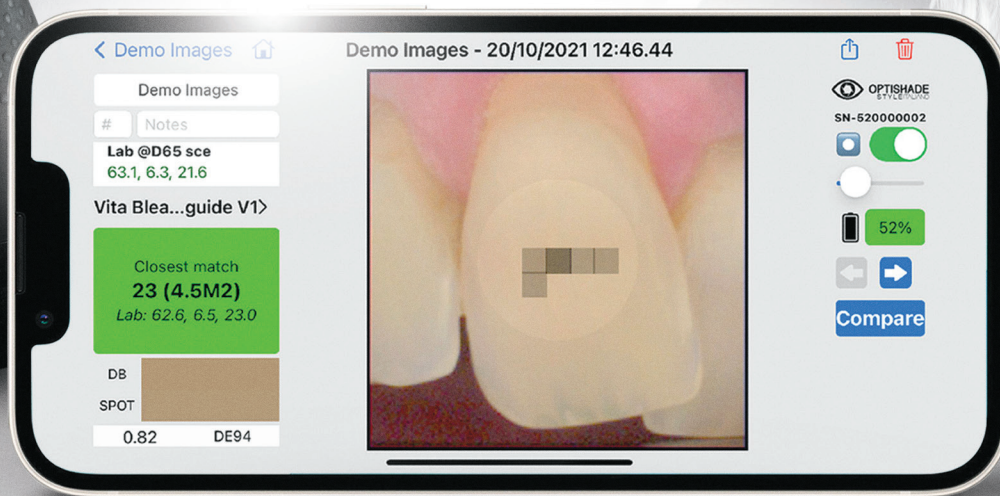 Demo Images
Demo Images - 20/10/2021 12:46.44
Demo Images
# Notes
Lab @D65 sce
63.1, 6.3, 21.6
Vita Blea...guide V1>
Closest match
23 (4.5M2)
Lab: 62.6, 6.5, 23.0
DB
SPOT
0.82 DE94
OPTISHADE
STYLEITALIANO
SN-520000002
52%
Compare